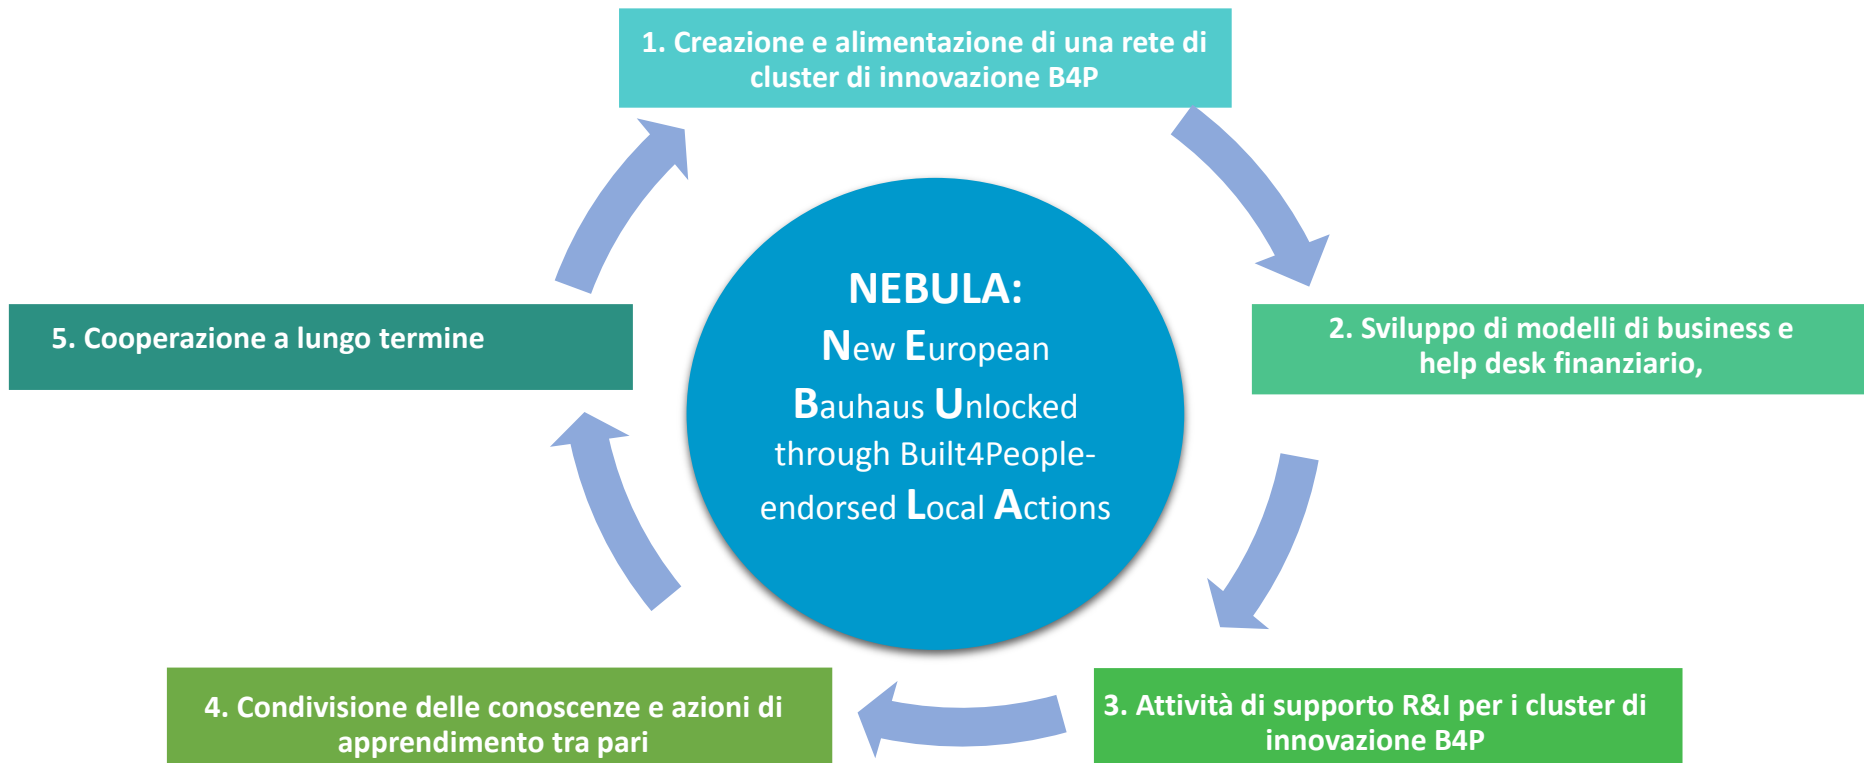 1. Creazione e alimentazione di una rete di
cluster di innovazione B4P
NEBULA:
New European
Bauhaus Unlocked
through Built4People-
endorsed Local Actions
5. Cooperazione a lungo termine
2. Sviluppo di modelli di business e
help desk finanziario,
4. Condivisione delle conoscenze e azioni di
apprendimento tra pari
3. Attività di supporto R&I per i cluster di
innovazione B4P